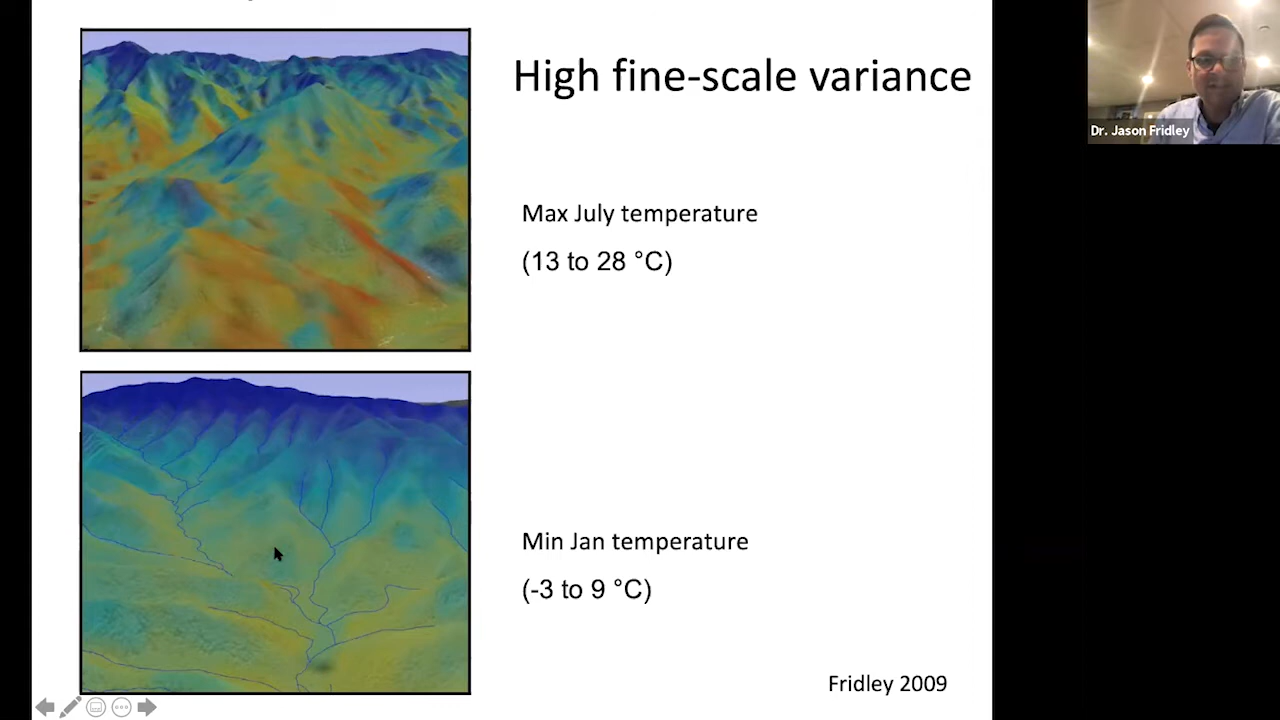 High fine-scale variance
Max July temperature
(13 to 28 °C)
Min Jan temperature
(-3 to 9 °C)
Fridley 2009
Dr. Jason Fridley